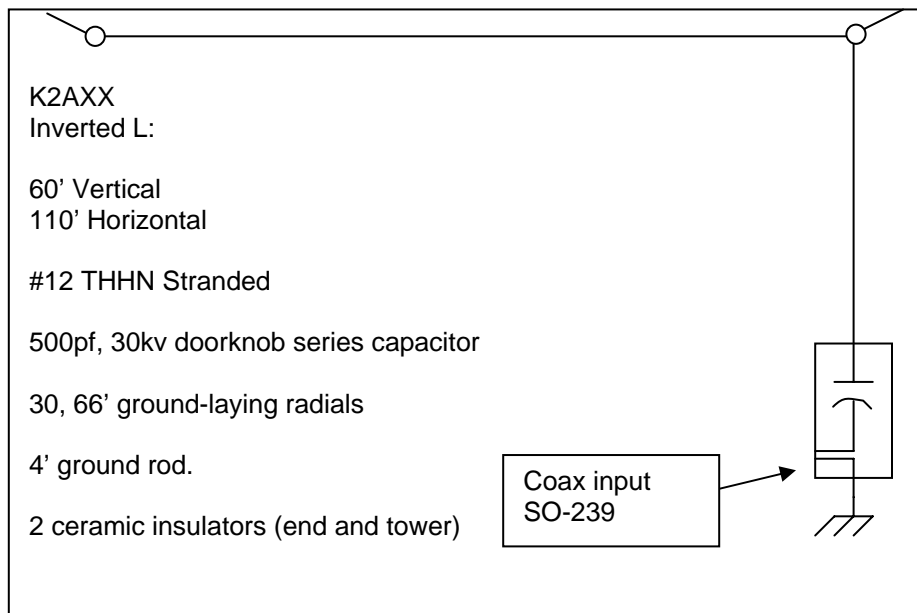 K2AXX
Inverted L:
60’ Vertical
110’ Horizontal
#12 THHN Stranded
500pf, 30kv doorknob series capacitor
30, 66’ ground-laying radials
4’ ground rod.
2 ceramic insulators (end and tower)
Coax input
SO-239